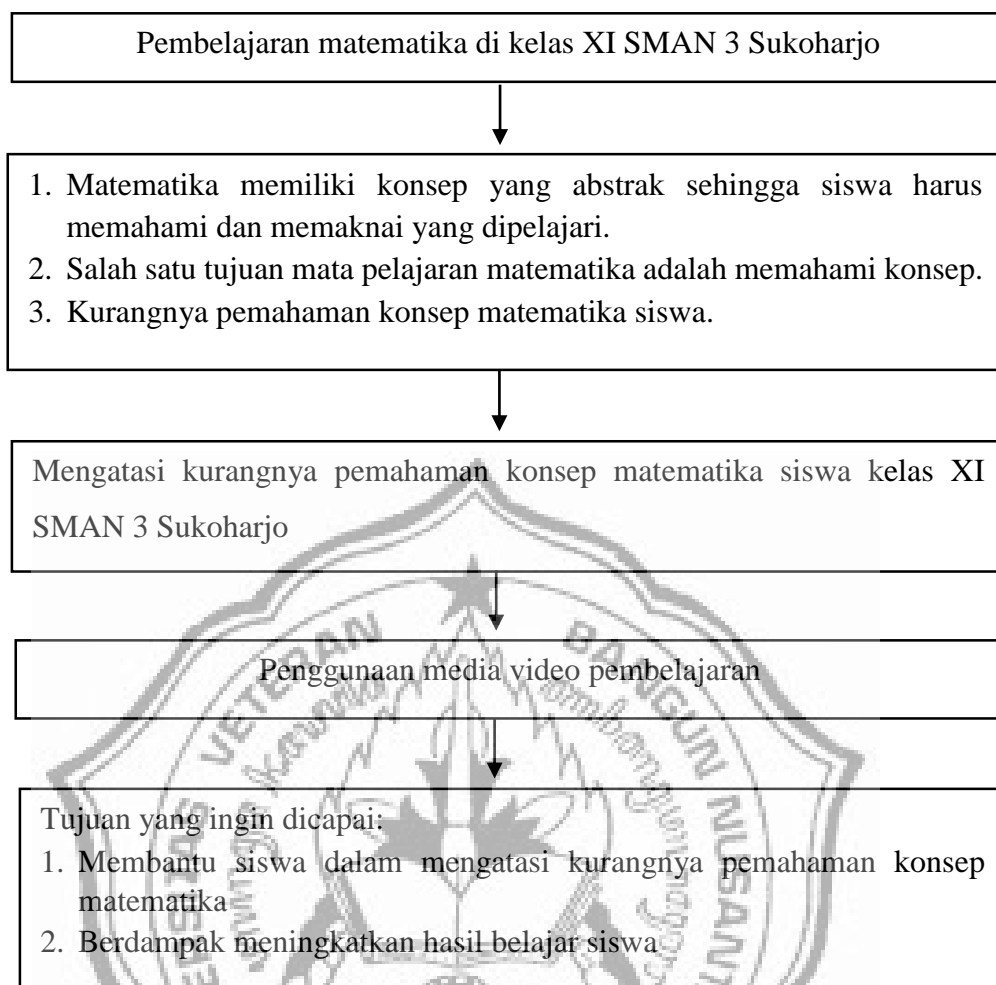 Pembelajaran matematika di kelas XI SMAN 3 Sukoharjo
1. Matematika memiliki konsep yang abstrak sehingga siswa harus
memahami dan memaknai yang dipelajari.
2. Salah satu tujuan mata pelajaran matematika adalah memahami konsep.
3. Kurangnya pemahaman konsep matematika siswa.
Mengatasi kurangnya pemahaman konsep matematika siswa kelas XI
SMAN 3 Sukoharjo
VETERAN BANGUN
Penggunaan media video pembelajaran
Tujuan yang ingin dicapai:
1. Membantu siswa dalam mengatasi kurangnya pemahaman konsep
matematika
2. Berdampak meningkatkan hasil belajar siswa